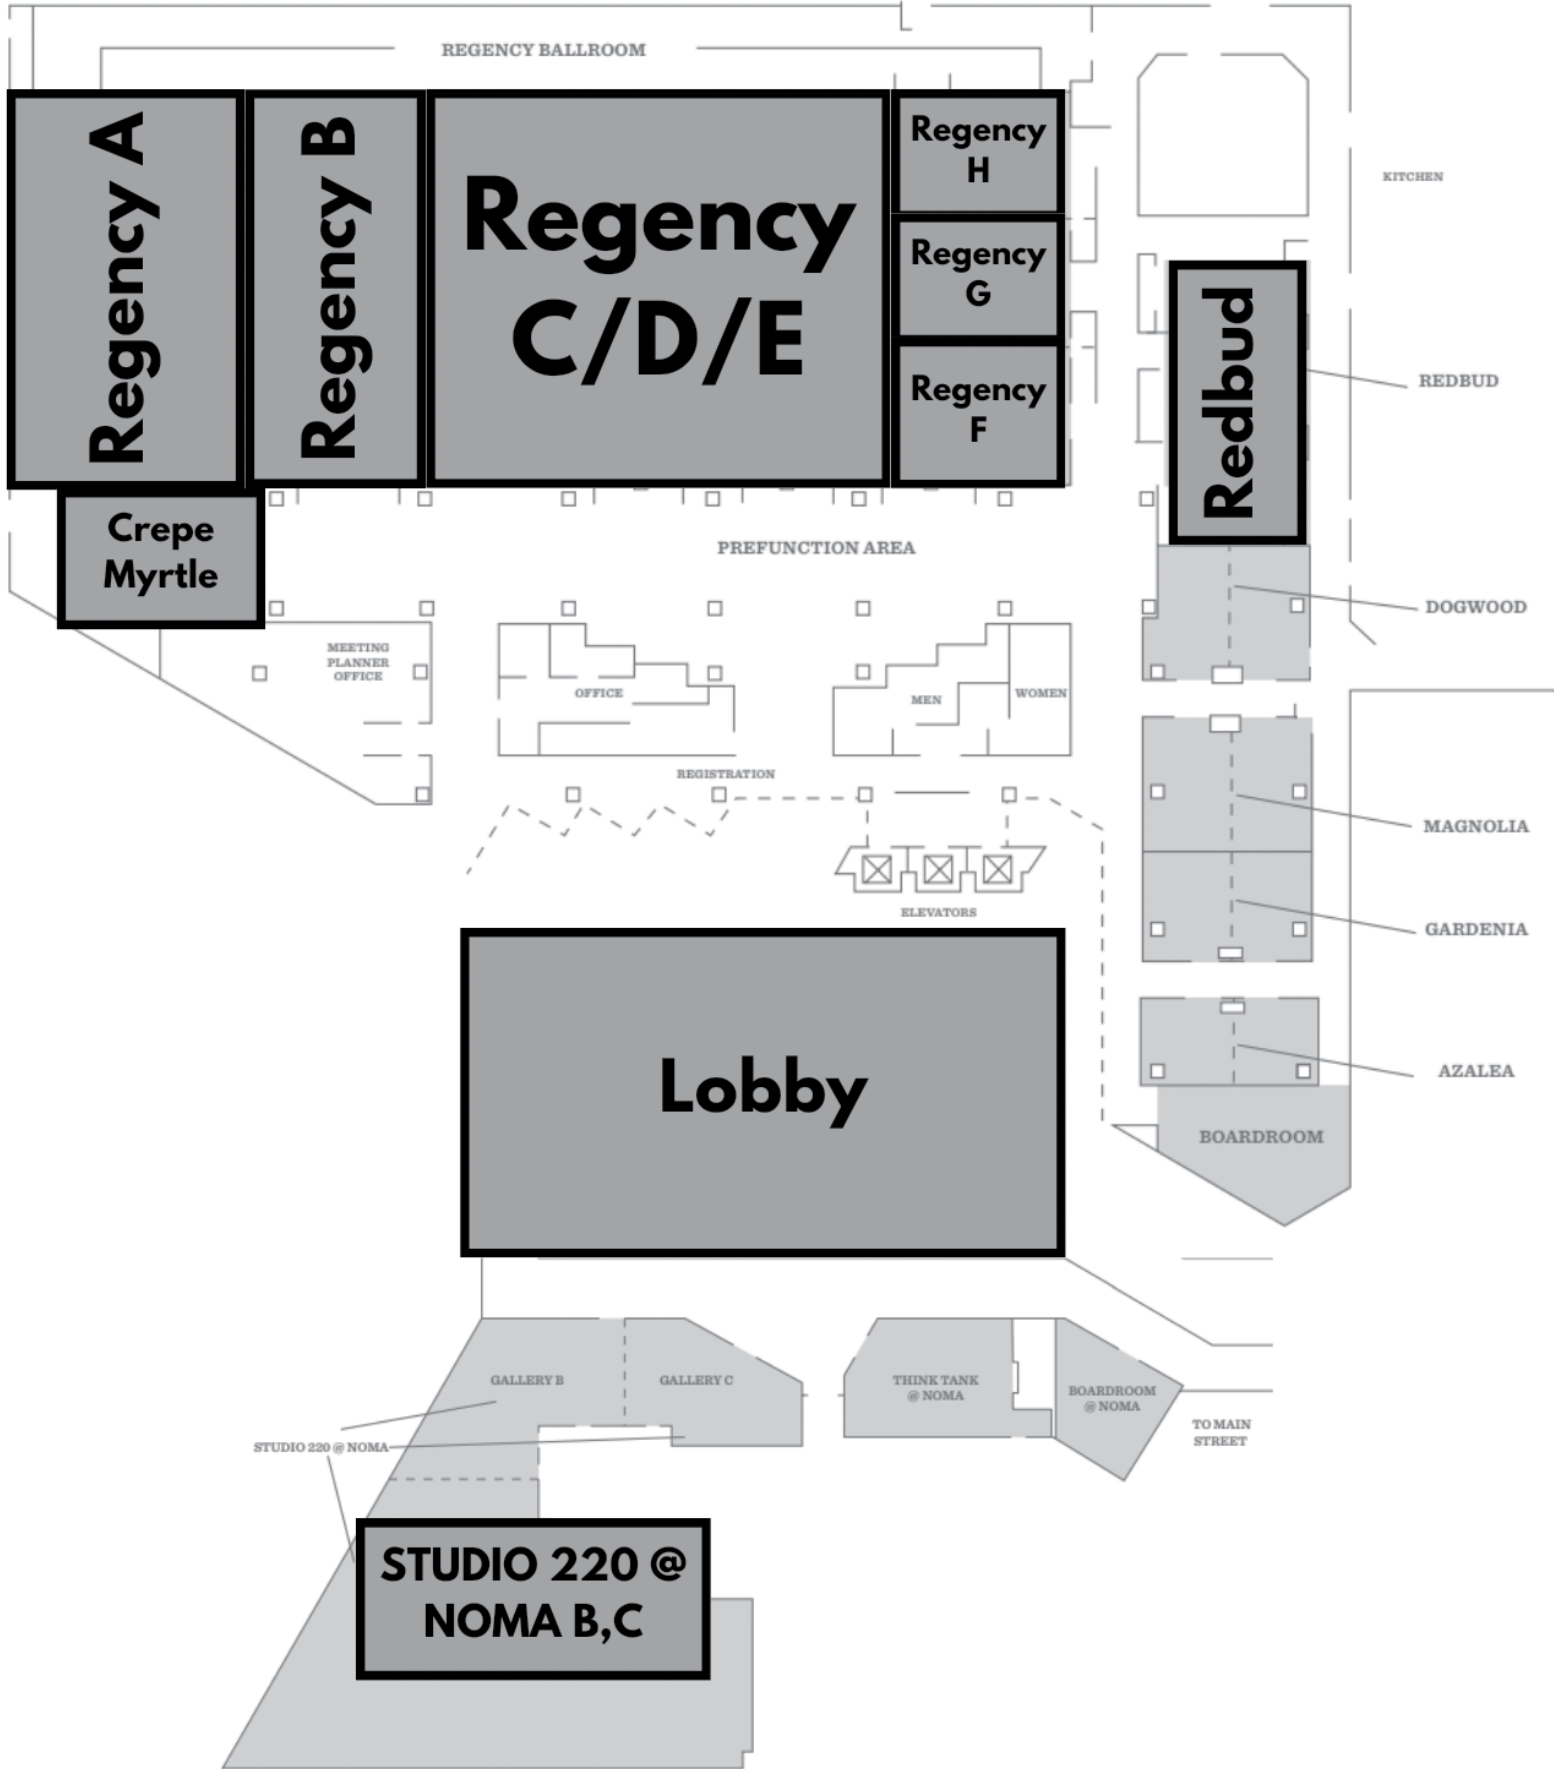 REGENCY BALLROOM
Regency A
Regency B
Regency
C/D/E
Regency
H
Regency
G
Regency
F
KITCHEN
Redbud
REDBUD
Crepe
Myrtle
PREFUNCTION AREA
DOGWOOD
MEETING
PLANNER
OFFICE
OFFICE
MEN
WOMEN
REGISTRATION
MAGNOLIA
ELEVATORS
GARDENIA
Lobby
AZALEA
BOARDROOM
GALLERY B
GALLERY C
THINK TANK
@ NOMA
BOARDROOM
@ NOMA
TO MAIN
STREET
STUDIO 220 @ NOMA
STUDIO 220 @
NOMA B,C